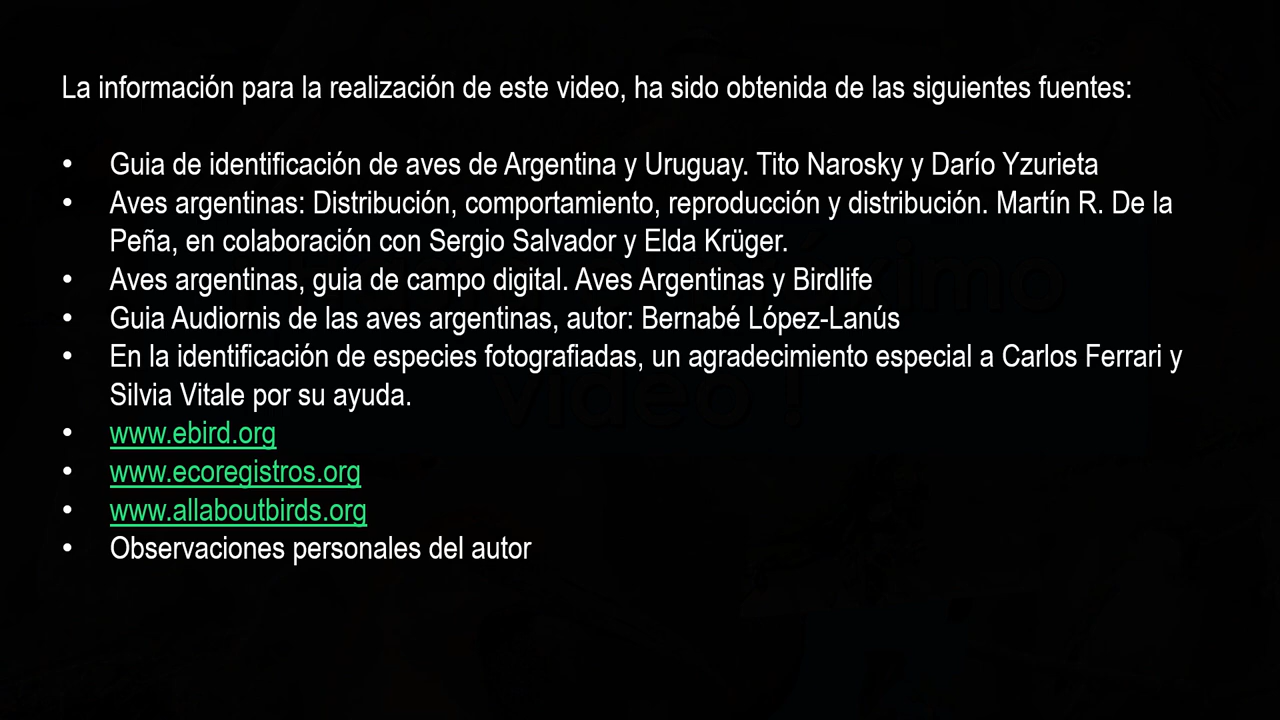 La información para la realización de este video, ha sido obtenida de las siguientes fuentes:
• Guia de identificación de aves de Argentina y Uruguay. Tito Narosky y Darío Yzurieta
• Aves argentinas: Distribución, comportamiento, reproducción y distribución. Martín R. De la
Peña, en colaboración con Sergio Salvador y Elda Krüger.
• Aves argentinas, guia de campo digital. Aves Argentinas y Birdlife
• Guia Audiornis de las aves argentinas, autor: Bernabé López-Lanús
• En la identificación de especies fotografiadas, un agradecimiento especial a Carlos Ferrari y
Silvia Vitale por su ayuda.
• www.ebird.org
• www.ecoregistros.org
• www.allaboutbirds.org
• Observaciones personales del autor
video !